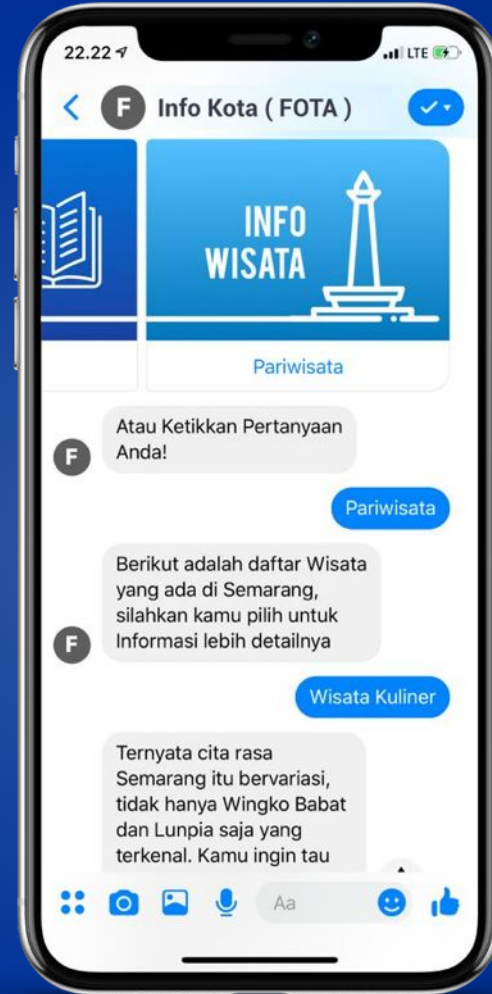 22.22
LTE
F
Info Kota ( FOTA )
INFO
WISATA
Pariwisata
Atau Ketikkan Pertanyaan
Anda!
F
Pariwisata
Berikut adalah daftar Wisata
yang ada di Semarang,
silahkan kamu pilih untuk
Informasi lebih detailnya
F
Wisata Kuliner
Ternyata cita rasa
Semarang itu bervariasi,
tidak hanya Wingko Babat
dan Lunpia saja yang
terkenal. Kamu ingin tau
Aa